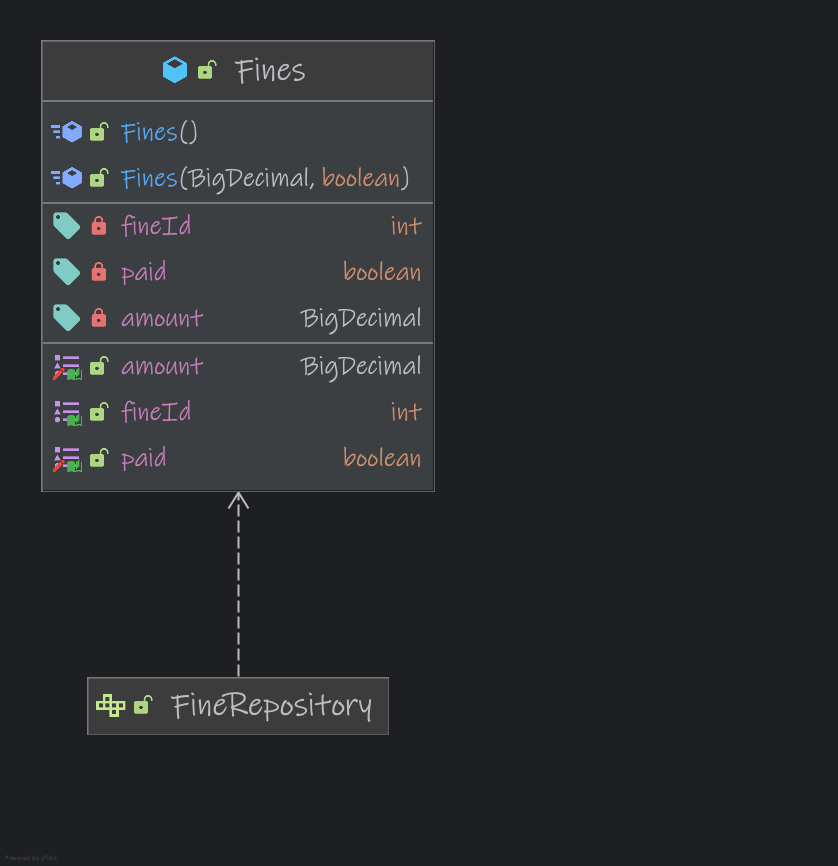 Fines
Fines()
Fines(BigDecimal, boolean)
fineId int
paid boolean
amount BigDecimal
amount BigDecimal
fineId int
paid boolean
FineRepository
Powered by yFiles